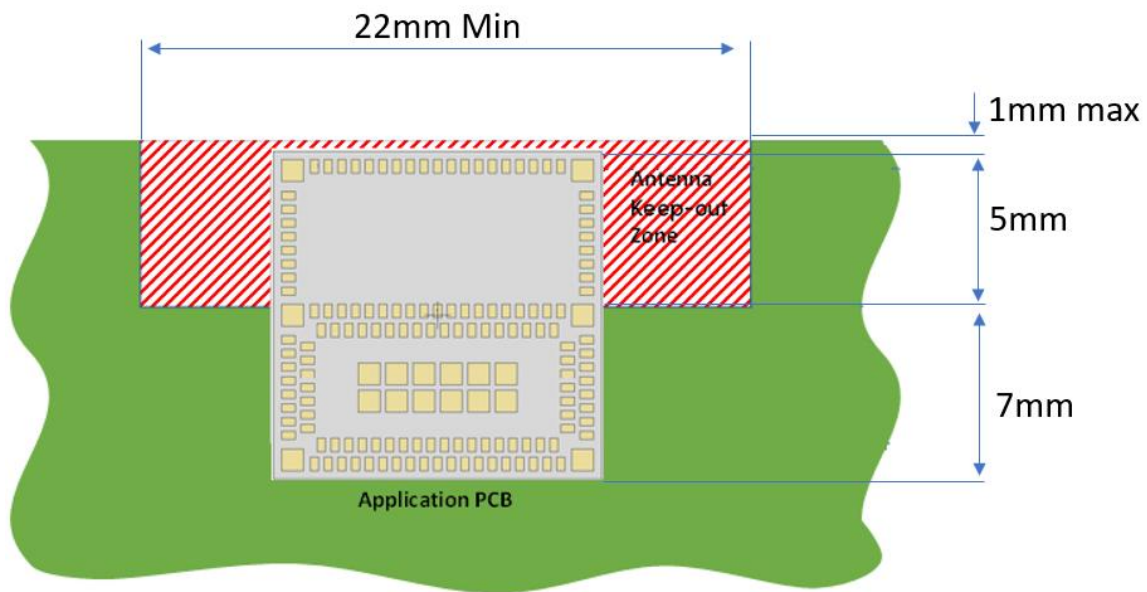 22mm Min
1mm max
Antenna
Keep-out
Zone
5mm
7mm
Application PCB